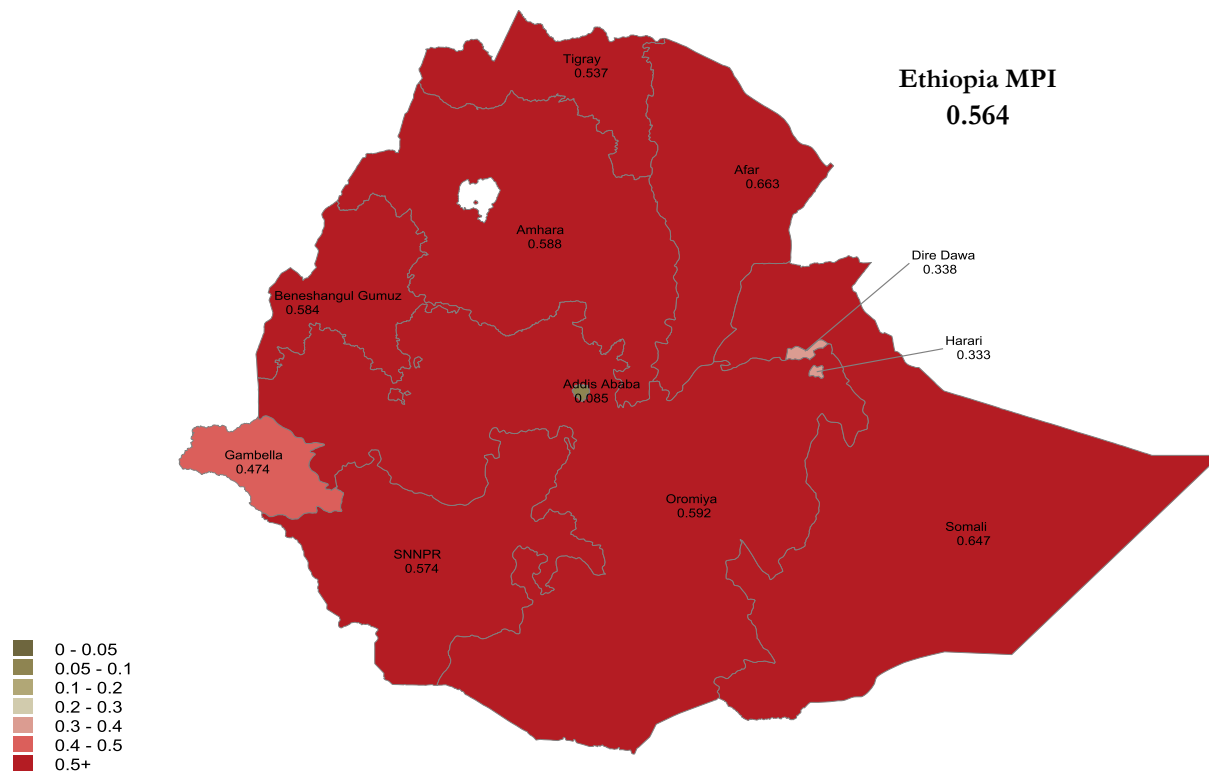 Tigray
0.537
Ethiopia MPI
0.564
Afar
0.663
Amhara
0.588
Dire Dawa
0.338
Beneshangul Gumuz
0.584
Harari
0.333
Addis Ababa
0.085
Gambella
0.474
Oromiya
0.592
Somali
0.647
SNNPR
0.574
0 - 0.05
0.05 - 0.1
0.1 - 0.2
0.2 - 0.3
0.3 - 0.4
0.4 - 0.5
0.5+